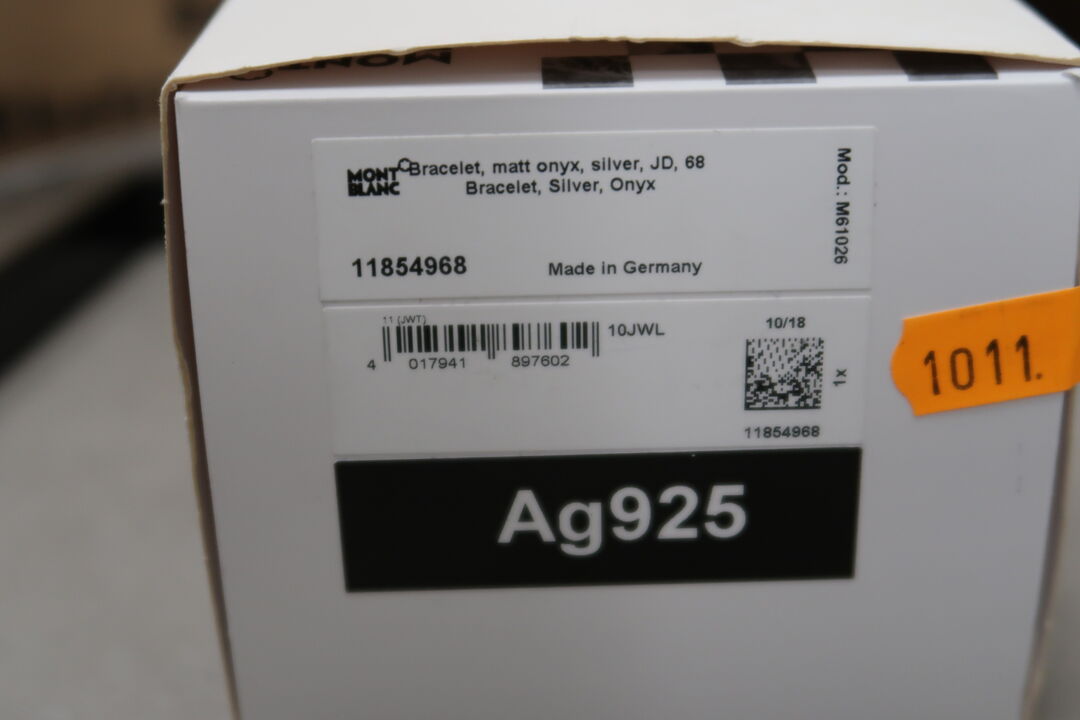 MONT
BLANC
Bracelet, matt onyx, silver, JD, 68
Bracelet, Silver, Onyx
Mod.: M61026
11854968
Made in Germany
11 (JWT)
10JWL
4 017941 897602
10/18
X1
11854968
1011.
Ag925